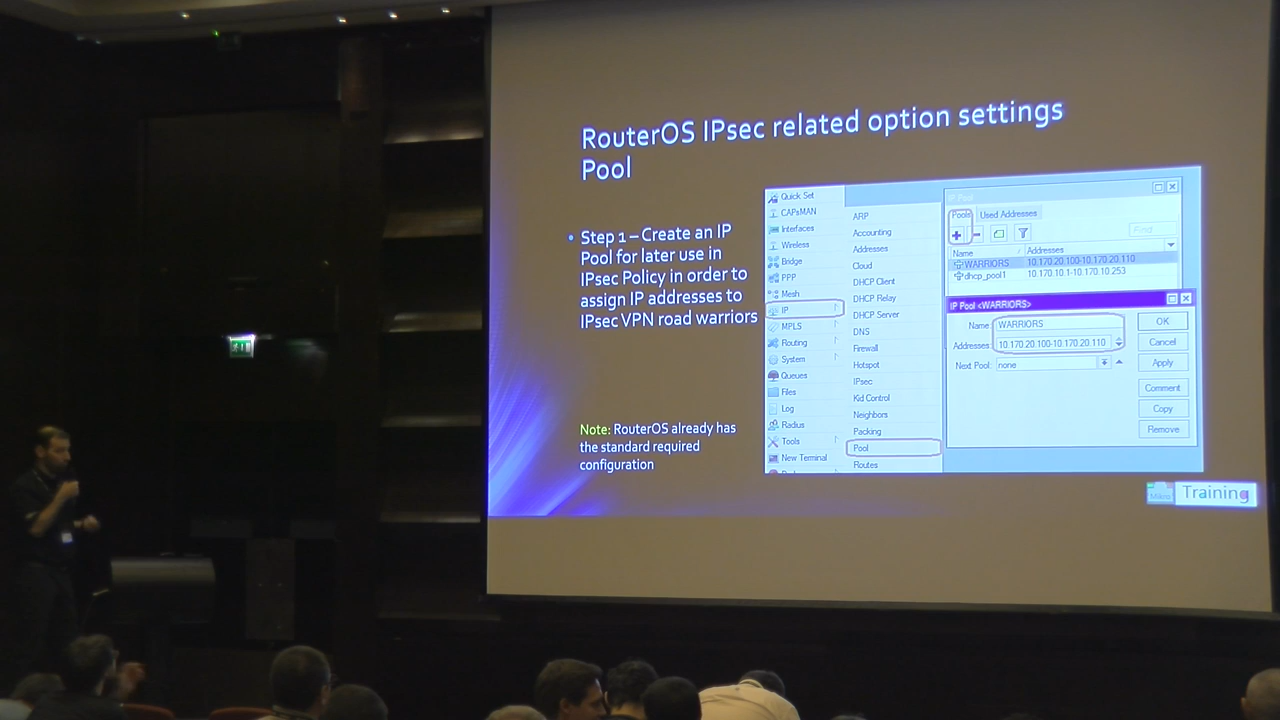 RouterOS IPsec related option settings
Pool
• Step 1 – Create an IP
Pool for later use in
IPsec Policy in order to
assign IP addresses to
IPsec VPN road warriors
Note: RouterOS already has
the standard required
configuration
Quick Set
CAPsMAN
Interfaces
Wireless
Bridge
PPP
Mesh
IP
MPLS
Routing
System
Queues
Files
Log
Radius
Tools
New Terminal
ARP
Accounting
Addresses
Cloud
DHCP Client
DHCP Relay
DHCP Server
DNS
Firewall
Hotspot
IPsec
Kid Control
Neighbors
Packing
Pool
Routes
IP Pool
Pools Used Addresses
Find
Name Addresses
WARRIORS 10.170.20.100-10.170.20.110
dhcp_pool1 10.170.10.1-10.170.10.253
IP Pool <WARRIORS>
Name: WARRIORS
Addresses: 10.170.20.100-10.170.20.110
Next Pool: none
OK
Cancel
Apply
Comment
Copy
Remove
Mikro Training